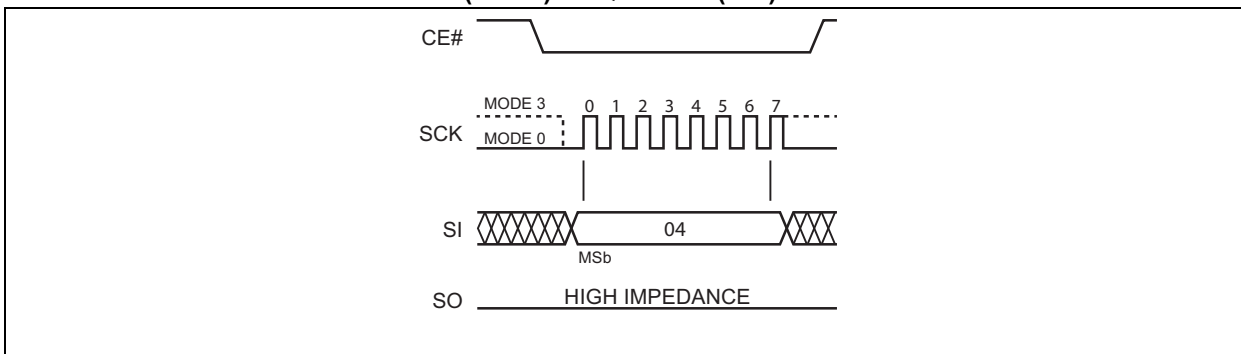 CE#
MODE 3
0 1 2 3 4 5 6 7
SCK
MODE 0
SI
04
MSb
SO
HIGH IMPEDANCE